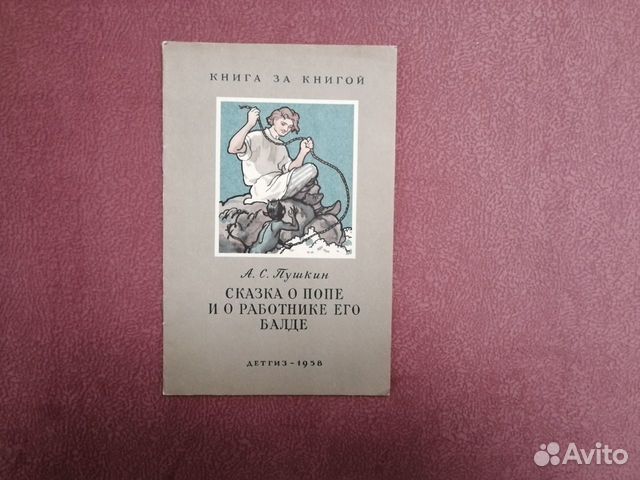 КНИГА ЗА КНИГОЙ
А. С. Пушкин
СКАЗКА О ПОПЕ
И О РАБОТНИКЕ ЕГО
БАЛДЕ
ДЕТГИЗ - 1958
Avito